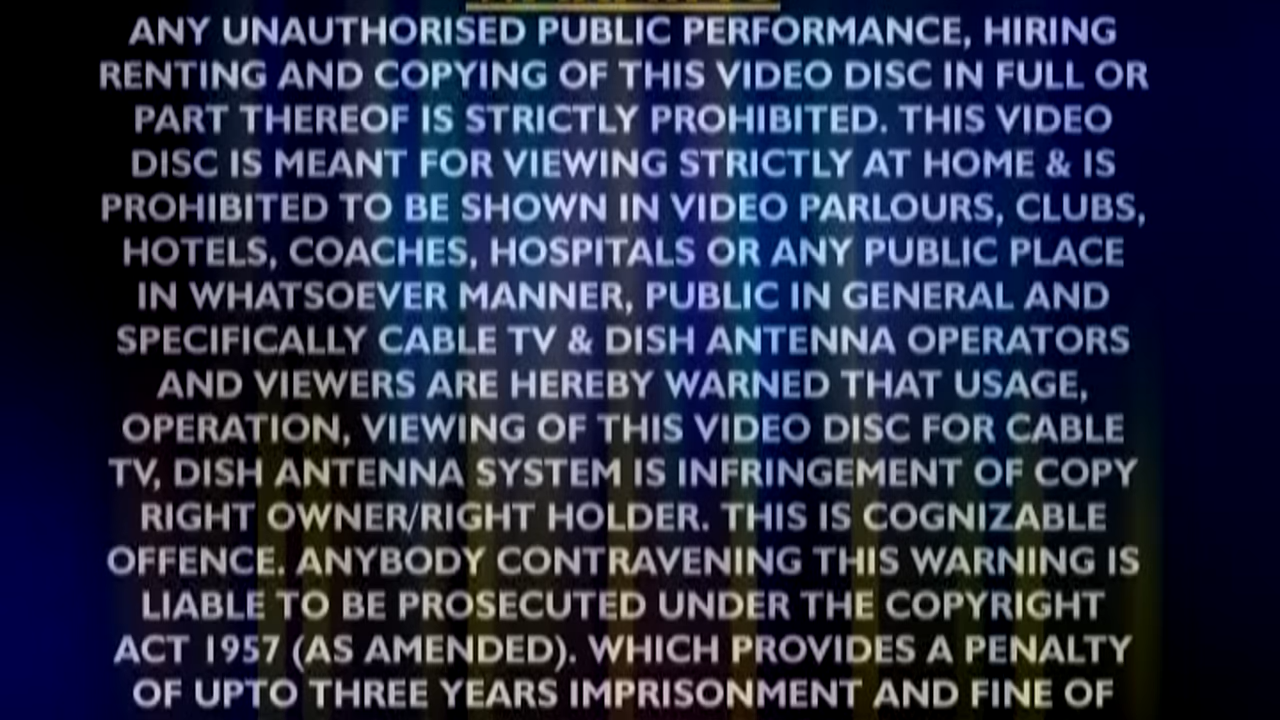 ANY UNAUTHORISED PUBLIC PERFORMANCE, HIRING
RENTING AND COPYING OF THIS VIDEO DISC IN FULL OR
PART THEREOF IS STRICTLY PROHIBITED. THIS VIDEO
DISC IS MEANT FOR VIEWING STRICTLY AT HOME & IS
PROHIBITED TO BE SHOWN IN VIDEO PARLOURS, CLUBS,
HOTELS, COACHES, HOSPITALS OR ANY PUBLIC PLACE
IN WHATSOEVER MANNER, PUBLIC IN GENERAL AND
SPECIFICALLY CABLE TV & DISH ANTENNA OPERATORS
AND VIEWERS ARE HEREBY WARNED THAT USAGE,
OPERATION, VIEWING OF THIS VIDEO DISC FOR CABLE
TV, DISH ANTENNA SYSTEM IS INFRINGEMENT OF COPY
RIGHT OWNER/RIGHT HOLDER. THIS IS COGNIZABLE
OFFENCE. ANYBODY CONTRAVENING THIS WARNING IS
LIABLE TO BE PROSECUTED UNDER THE COPYRIGHT
ACT 1957 (AS AMENDED). WHICH PROVIDES A PENALTY
OF UPTO THREE YEARS IMPRISONMENT AND FINE OF